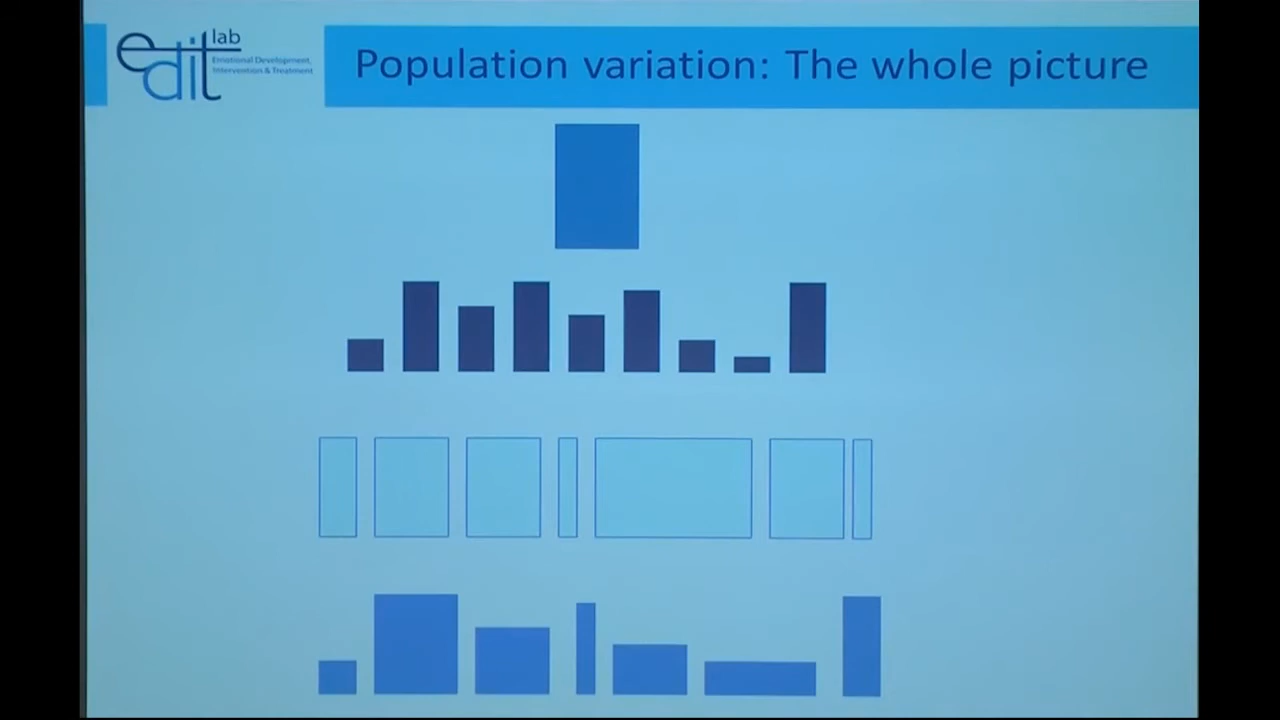 edit lab
Emotional Development,
Intervention & Treatment
Population variation: The whole picture